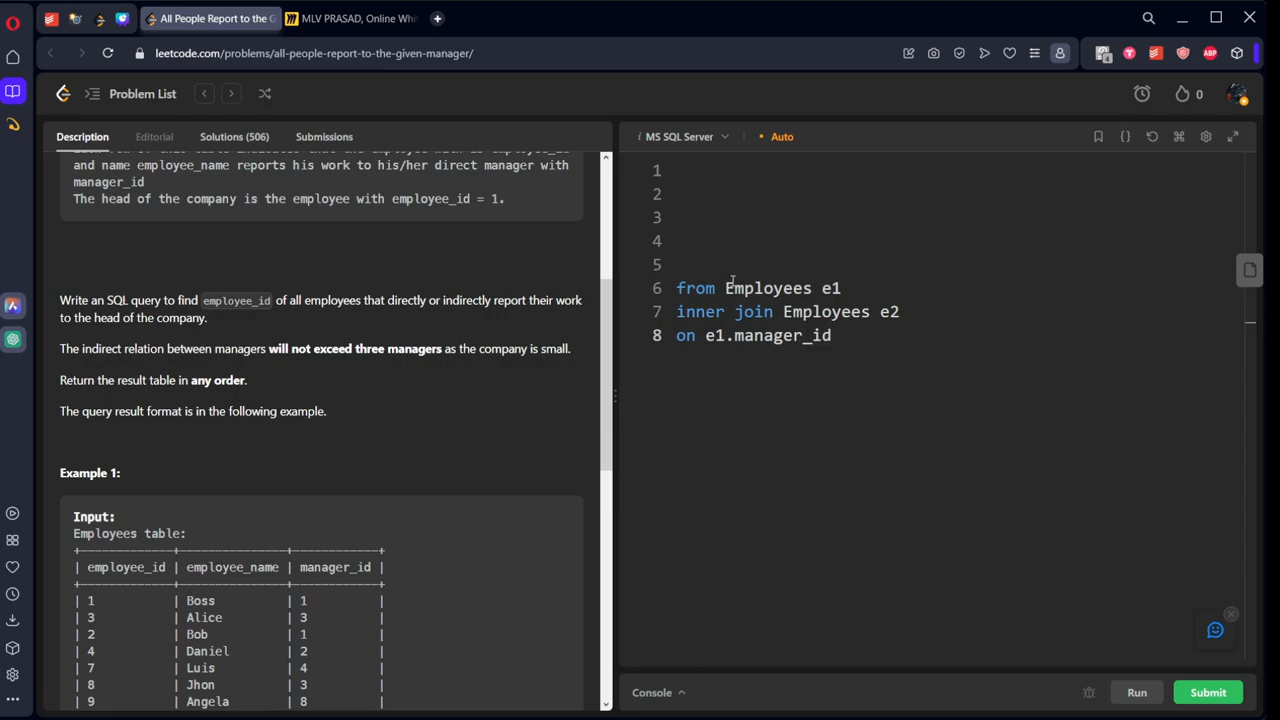 All People Report to the G
MLV PRASAD, Online Whi
leetcode.com/problems/all-people-report-to-the-given-manager/
Problem List
0
Description
Editorial
Solutions (506)
Submissions
and name employee_name reports his work to his/her direct manager with
manager_id
The head of the company is the employee with employee_id = 1.
Write an SQL query to find employee_id of all employees that directly or indirectly report their work
to the head of the company.
The indirect relation between managers will not exceed three managers as the company is small.
Return the result table in any order.
The query result format is in the following example.
Example 1:
Input:
Employees table:
+-------------+---------------+------------+
| employee_id | employee_name | manager_id |
+-------------+---------------+------------+
| 1 | Boss | 1 |
| 3 | Alice | 3 |
| 2 | Bob | 1 |
| 4 | Daniel | 2 |
| 7 | Luis | 4 |
| 8 | Jhon | 3 |
| 9 | Angela | 8 |
i MS SQL Server
• Auto
1
2
3
4
5
6 from Employees e1
7 inner join Employees e2
8 on e1.manager_id
Console
Run
Submit